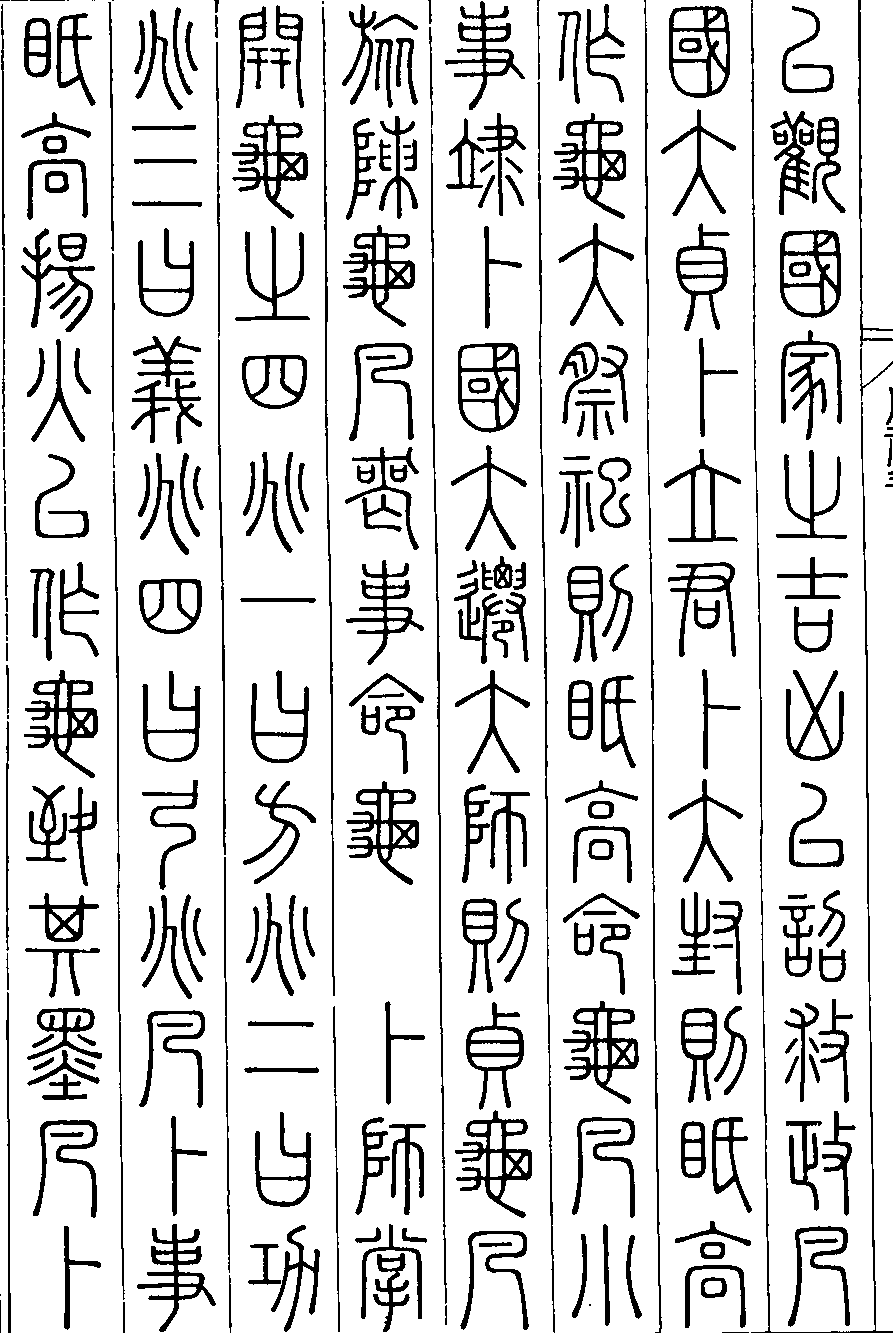 以觀國家之吉凶以詔救政凡
國大貞卜立君卜大封則眡高
作龜大祭祀則眡高命龜凡小
事䇐卜國大遷大師則貞龜凡
旅陳龜凡喪事命龜 卜師掌
開龜之四兆一曰方兆二曰功
兆三曰義兆四曰弓兆凡卜事
眡高揚火以作龜致其墨凡卜